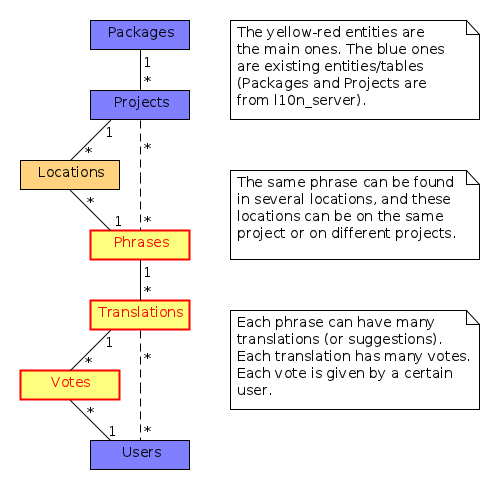 Packages
1
*
Projects
1
*
*
Locations
*
1
*
Phrases
1
*
Translations
1
*
*
Votes
*
1
*
Users
The yellow-red entities are
the main ones. The blue ones
are existing entities/tables
(Packages and Projects are
from l10n_server).
The same phrase can be found
in several locations, and these
locations can be on the same
project or on different projects.
Each phrase can have many
translations (or suggestions).
Each translation has many votes.
Each vote is given by a certain
user.